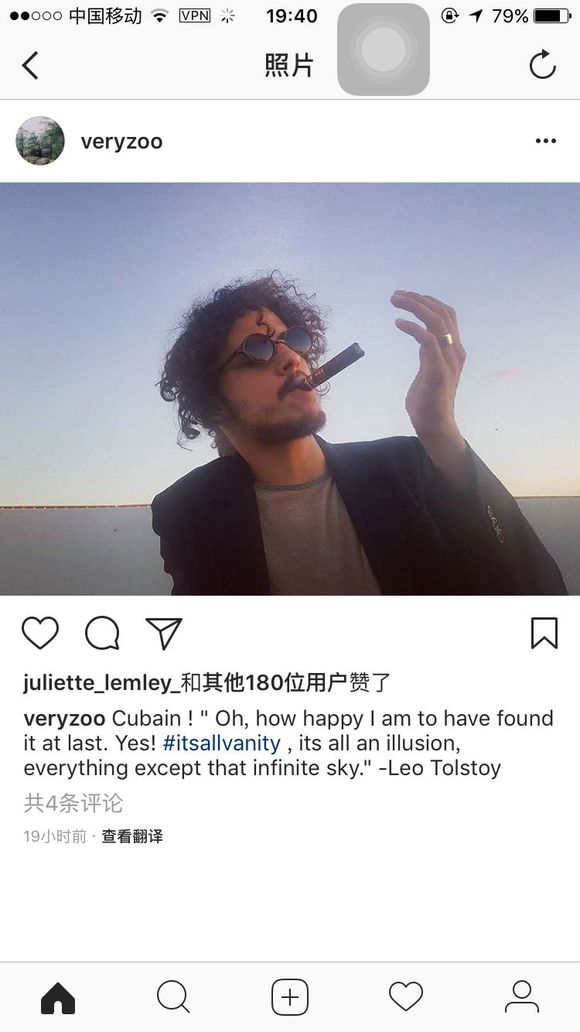 中国移动 VPN 19:40 79%
照片
veryzoo
juliette_lemley_和其他180位用户赞了
veryzoo Cubain ! " Oh, how happy I am to have found
it at last. Yes! #itsallvanity , its all an illusion,
everything except that infinite sky." -Leo Tolstoy
共4条评论
19小时前 · 查看翻译